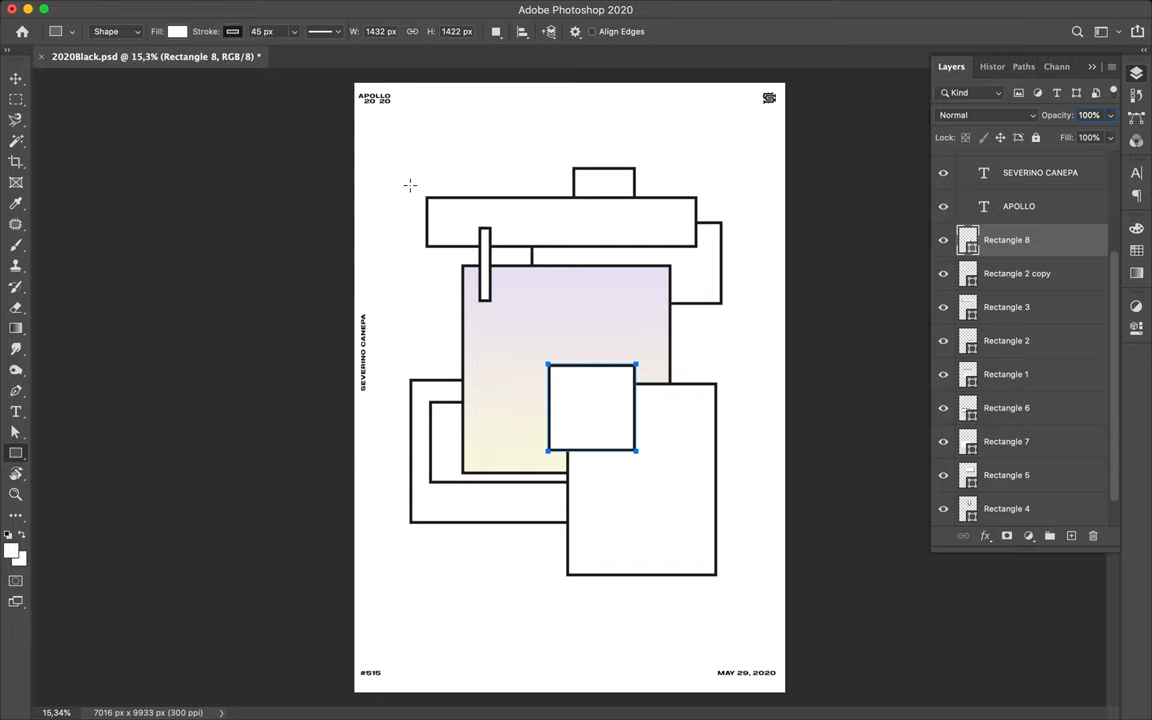 Adobe Photoshop 2020
Shape
Fill:
Stroke:
45 px
W: 1432 px
H: 1422 px
Align Edges
2020Black.psd @ 15,3% (Rectangle 8, RGB/8) *
APOLLO
20 20
SEVERINO CANEPA
#515
MAY 29, 2020
Layers
Histor
Paths
Chann
Kind
Normal
Opacity: 100%
Lock:
Fill: 100%
T SEVERINO CANEPA
T APOLLO
Rectangle 8
Rectangle 2 copy
Rectangle 3
Rectangle 2
Rectangle 1
Rectangle 6
Rectangle 7
Rectangle 5
Rectangle 4
fx
15,34%
7016 px x 9933 px (300 ppi)